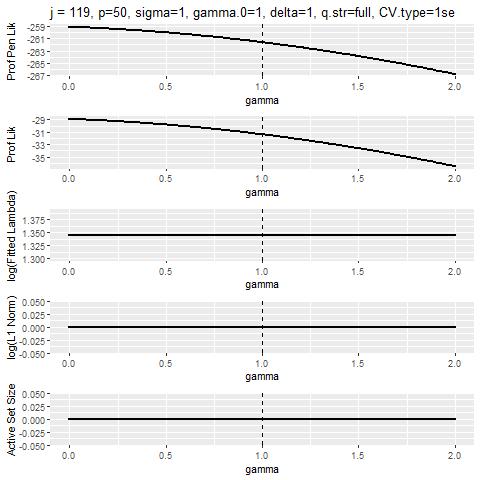 j = 119, p=50, sigma=1, gamma.0=1, delta=1, q.str=full, CV.type=1se
Prof Pen Lik
-259
-261
-263
-265
-267
0.0 0.5 1.0 1.5 2.0
gamma
Prof Lik
-29
-31
-33
-35
0.0 0.5 1.0 1.5 2.0
gamma
log(Fitted.Lambda)
1.375
1.350
1.325
1.300
0.0 0.5 1.0 1.5 2.0
gamma
log(L1 Norm)
0.050
0.025
0.000
-0.025
-0.050
0.0 0.5 1.0 1.5 2.0
gamma
Active Set Size
0.050
0.025
0.000
-0.025
-0.050
0.0 0.5 1.0 1.5 2.0
gamma